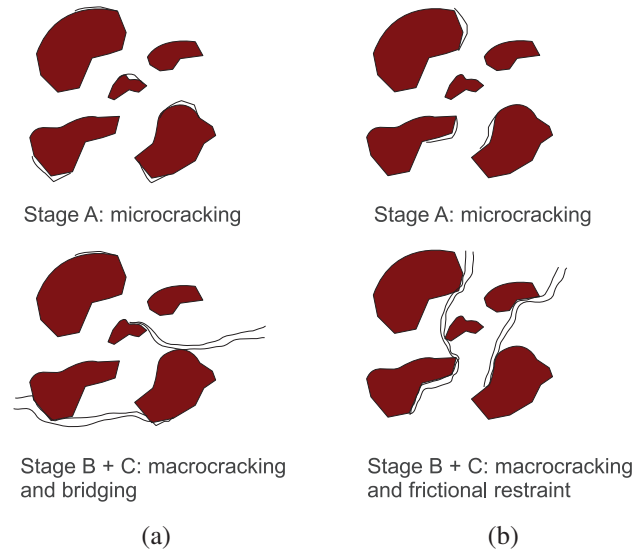 Stage A: microcracking
Stage A: microcracking
Stage B + C: macrocracking
and bridging
Stage B + C: macrocracking
and frictional restraint
(a)
(b)